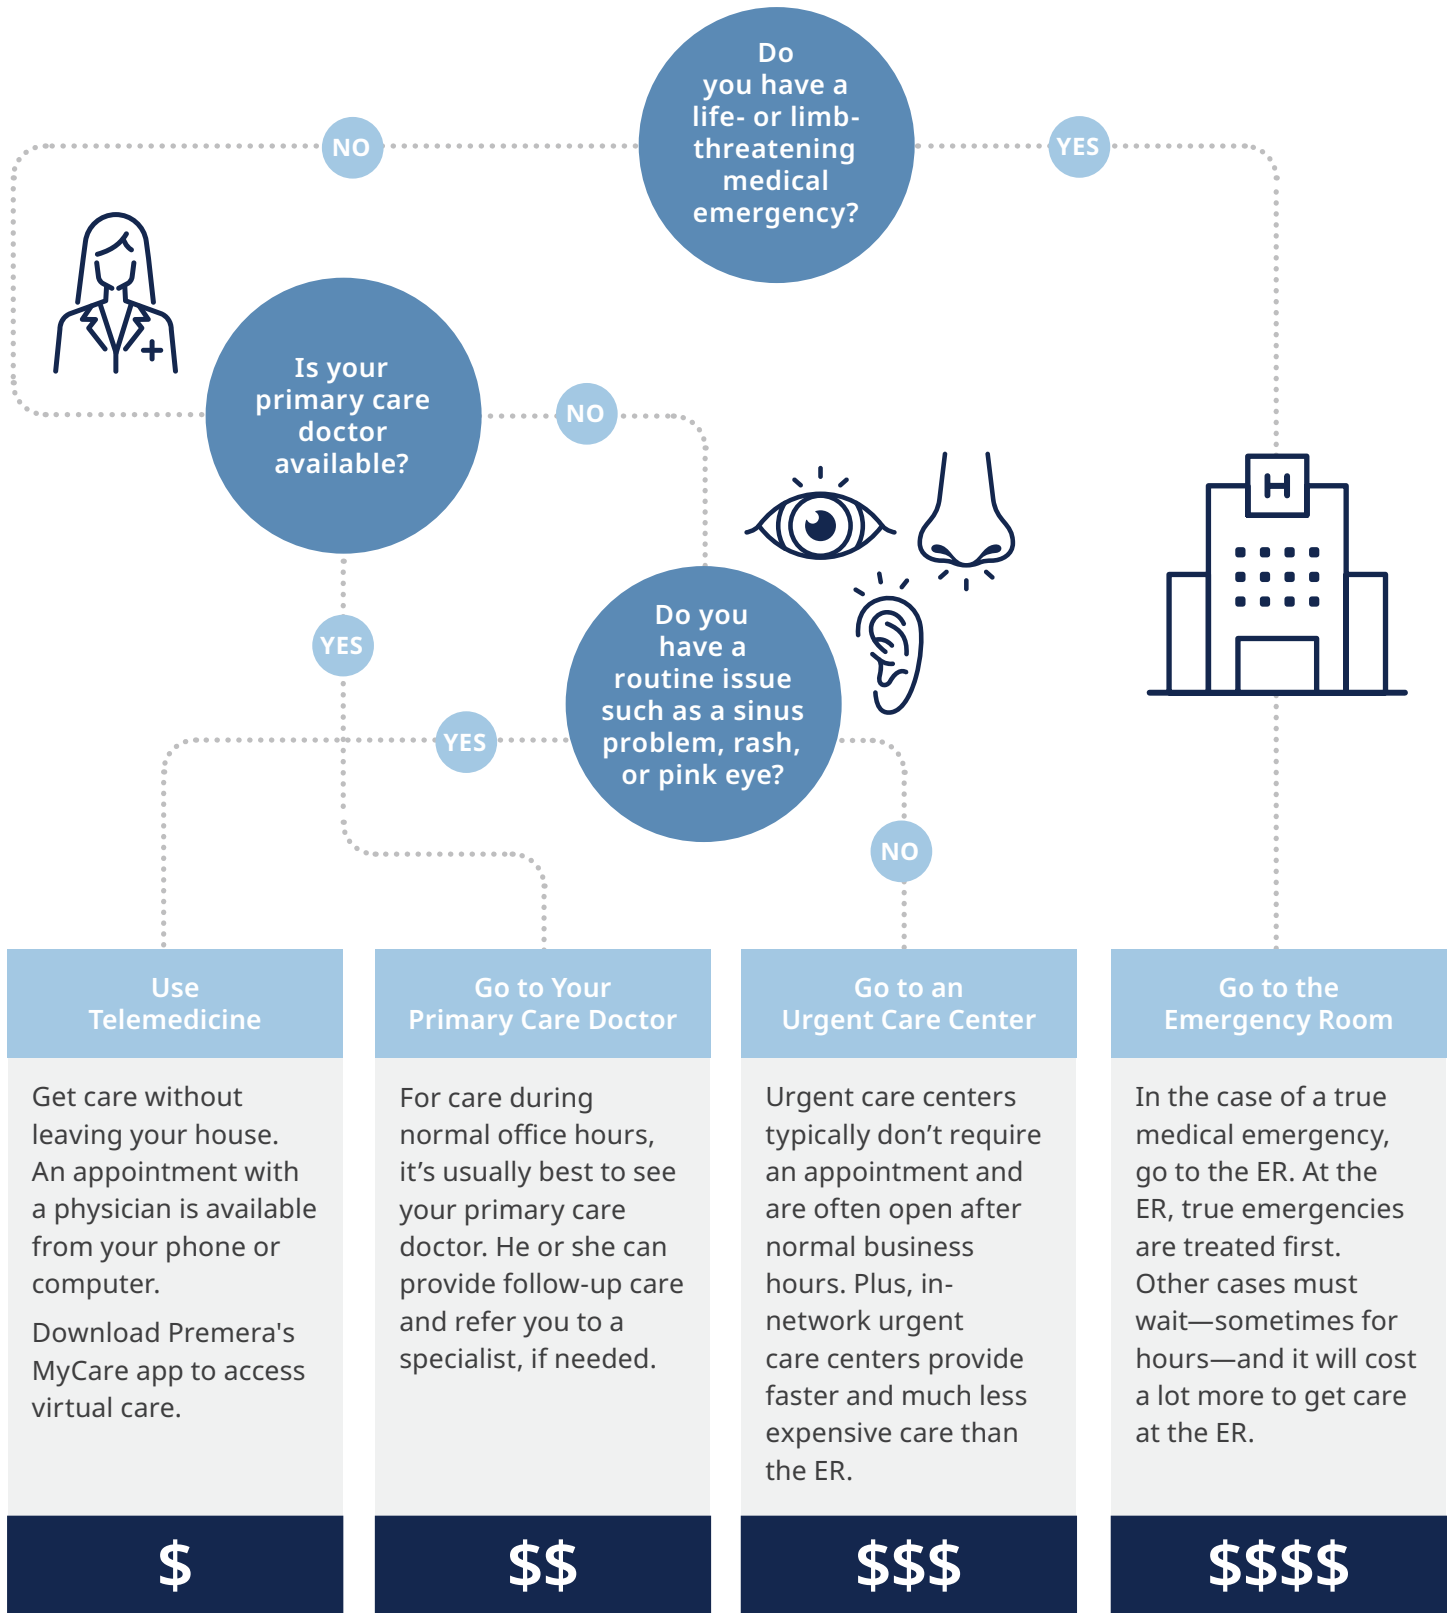 Do
you have a
life- or limb-
threatening
medical
emergency?
NO
YES
Is your
primary care
doctor
available?
NO
H
Do you
have a
routine issue
such as a sinus
problem, rash,
or pink eye?
YES
YES
NO
Use
Telemedicine
Get care without
leaving your house.
An appointment with
a physician is available
from your phone or
computer.
Download Premera's
MyCare app to access
virtual care.
$
Go to Your
Primary Care Doctor
For care during
normal office hours,
it’s usually best to see
your primary care
doctor. He or she can
provide follow-up care
and refer you to a
specialist, if needed.
$$
Go to an
Urgent Care Center
Urgent care centers
typically don’t require
an appointment and
are often open after
normal business
hours. Plus, in-
network urgent
care centers provide
faster and much less
expensive care than
the ER.
$$$
Go to the
Emergency Room
In the case of a true
medical emergency,
go to the ER. At the
ER, true emergencies
are treated first.
Other cases must
wait—sometimes for
hours—and it will cost
a lot more to get care
at the ER.
$$$$